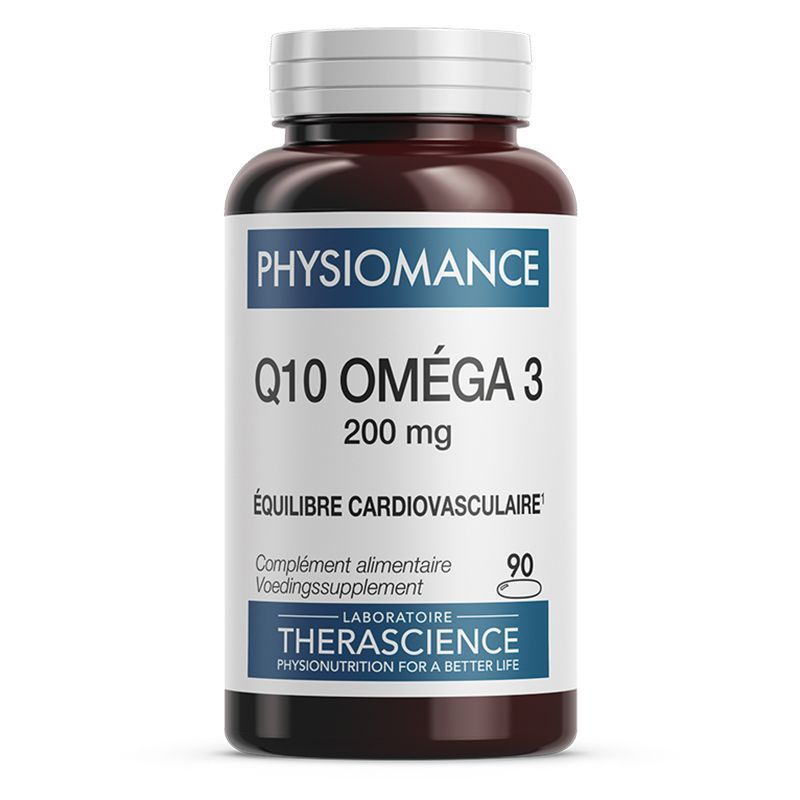 PHYSIOMANCE
Q10 OMÉGA 3
200 mg
ÉQUILIBRE CARDIOVASCULAIRE¹
Complément alimentaire 90
Voedingssupplement
LABORATOIRE
THERASCIENCE
PHYSIONUTRITION FOR A BETTER LIFE